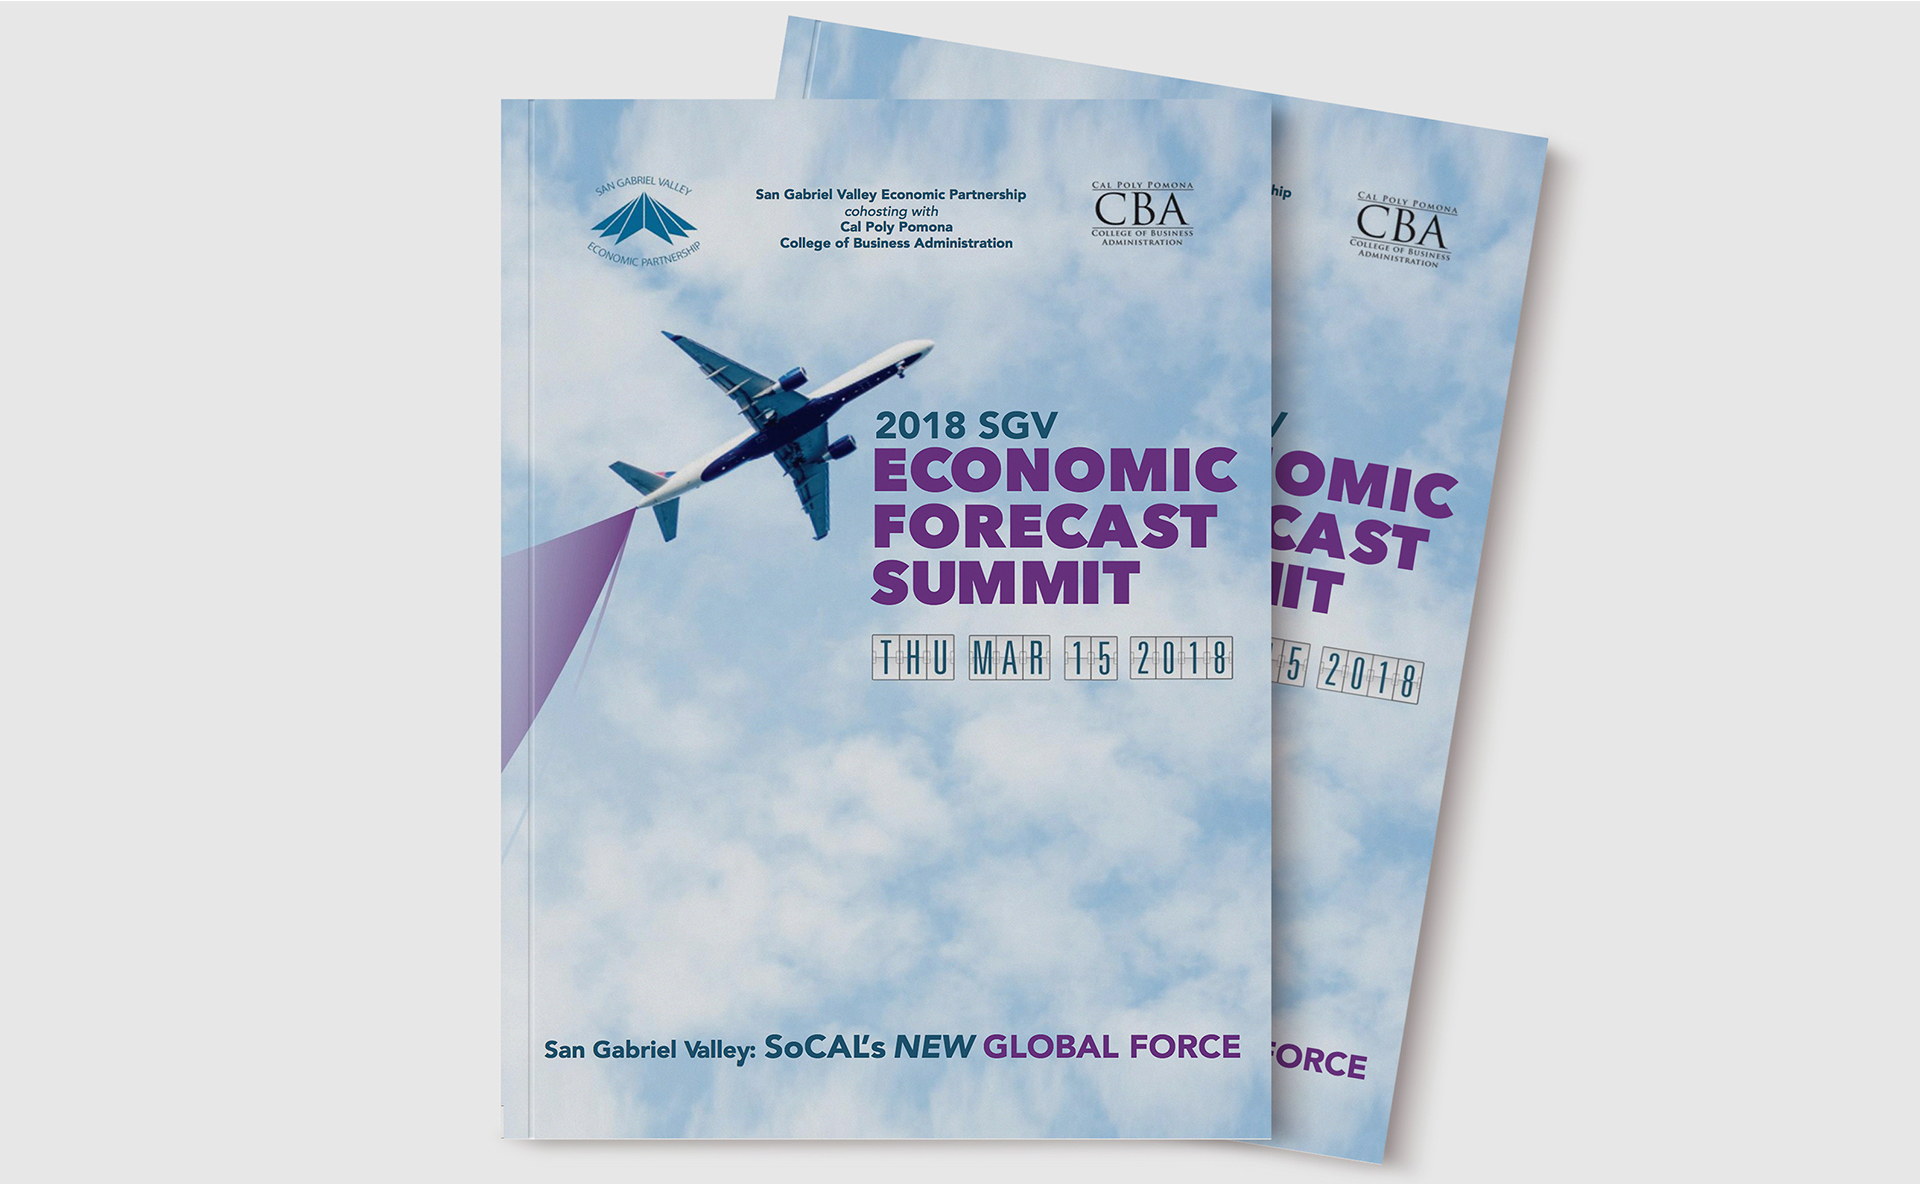 SAN GABRIEL VALLEY
ECONOMIC PARTNERSHIP
San Gabriel Valley Economic Partnership
cohosting with
Cal Poly Pomona
College of Business Administration
CAL POLY POMONA
CBA
COLLEGE OF BUSINESS
ADMINISTRATION
2018 SGV
ECONOMIC
FORECAST
SUMMIT
THU MAR 15 2018
San Gabriel Valley: SoCAL's NEW GLOBAL FORCE
hip
CAL POLY POMONA
CBA
COLLEGE OF BUSINESS
ADMINISTRATION
V
OMIC
CAST
IT
5 2018
FORCE